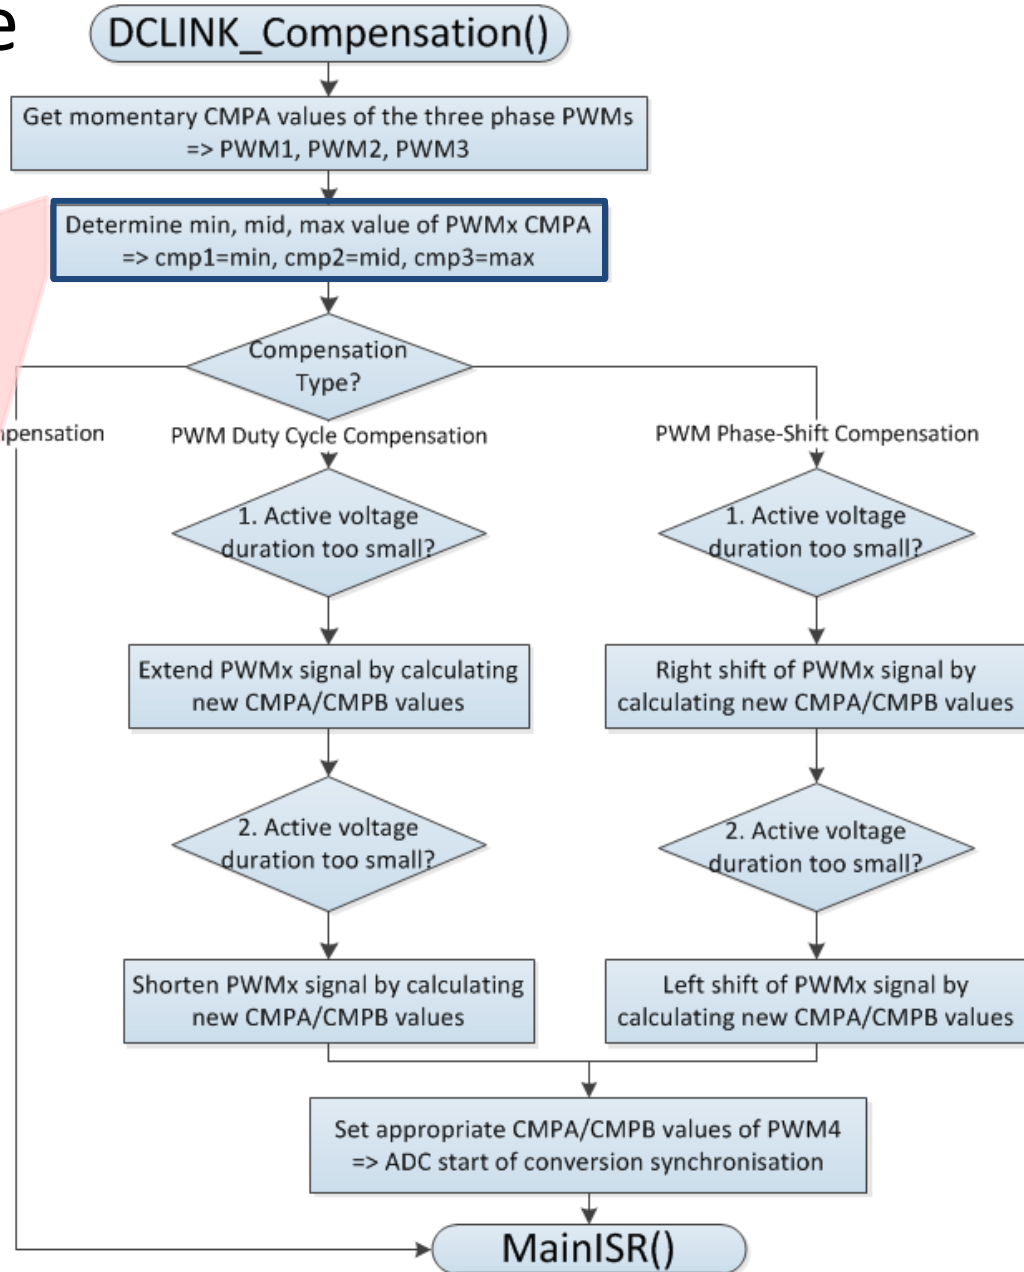 e
DCLINK_Compensation()
Get momentary CMPA values of the three phase PWMs
=> PWM1, PWM2, PWM3
Determine min, mid, max value of PWMx CMPA
=> cmp1=min, cmp2=mid, cmp3=max
Compensation
Type?
npensation
PWM Duty Cycle Compensation
PWM Phase-Shift Compensation
1. Active voltage
duration too small?
1. Active voltage
duration too small?
Extend PWMx signal by calculating
new CMPA/CMPB values
Right shift of PWMx signal by
calculating new CMPA/CMPB values
2. Active voltage
duration too small?
2. Active voltage
duration too small?
Shorten PWMx signal by calculating
new CMPA/CMPB values
Left shift of PWMx signal by
calculating new CMPA/CMPB values
Set appropriate CMPA/CMPB values of PWM4
=> ADC start of conversion synchronisation
MainISR()